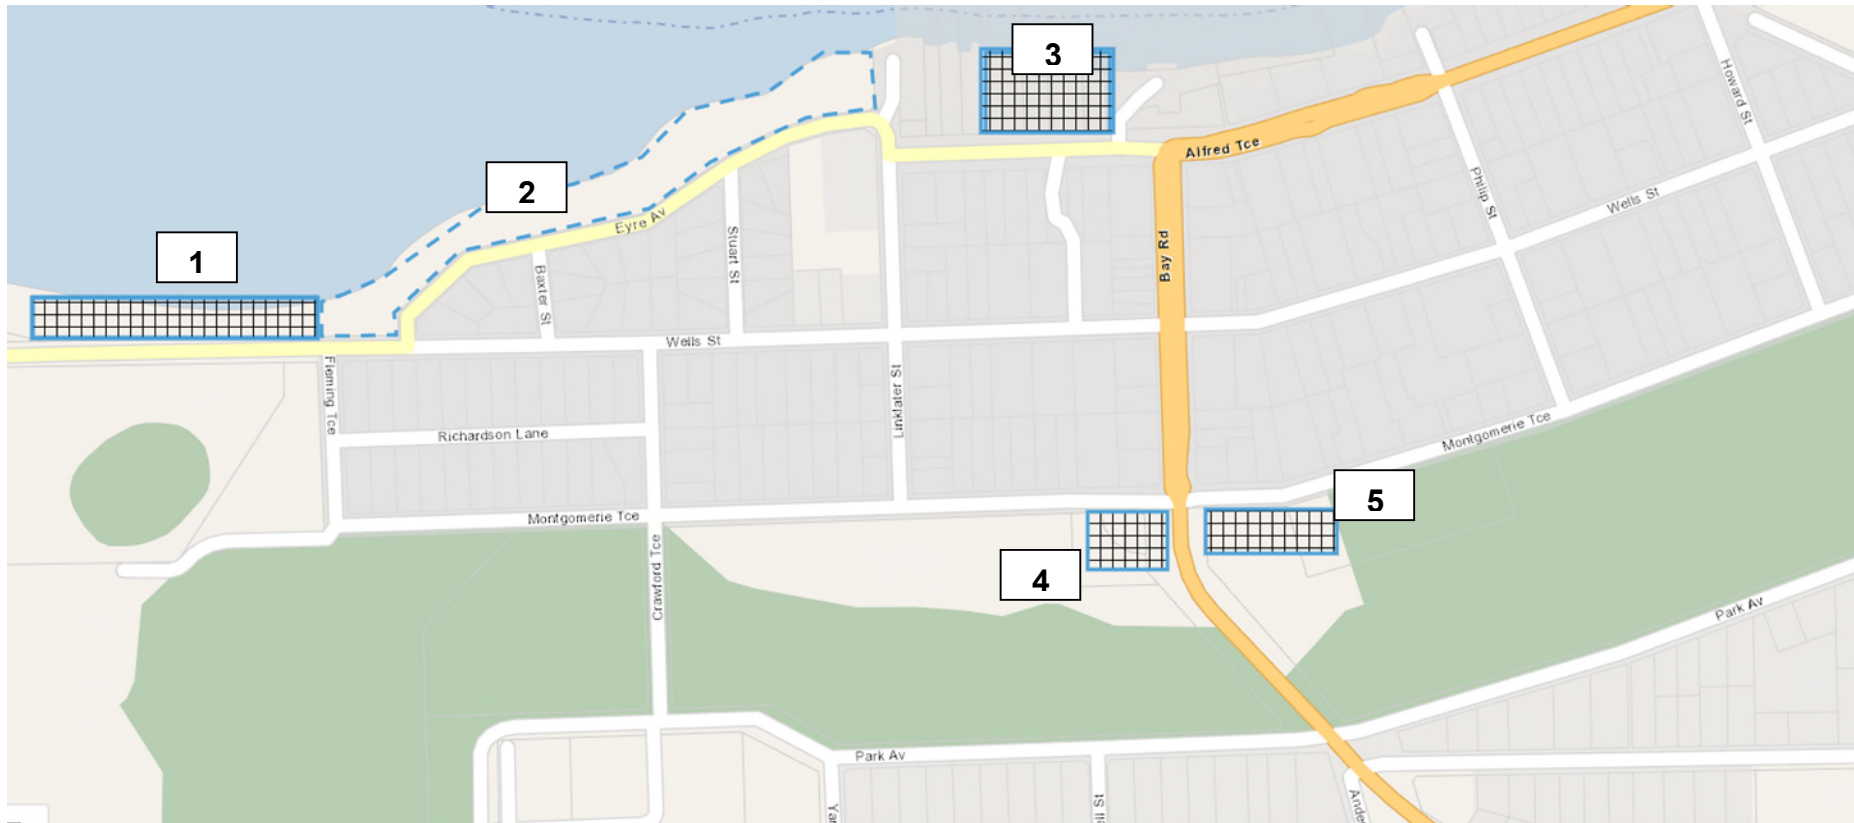 3
Howard St
Alfred Tce
Philip St
2
Wells St
Eyre Av
Stuart St
Bay Rd
1
Baxter St
Wells St
Fleming Tce
Linklater St
Richardson Lane
Montgomerie Tce
5
Montgomerie Tce
Crawford Tce
4
Park Av
Park Av